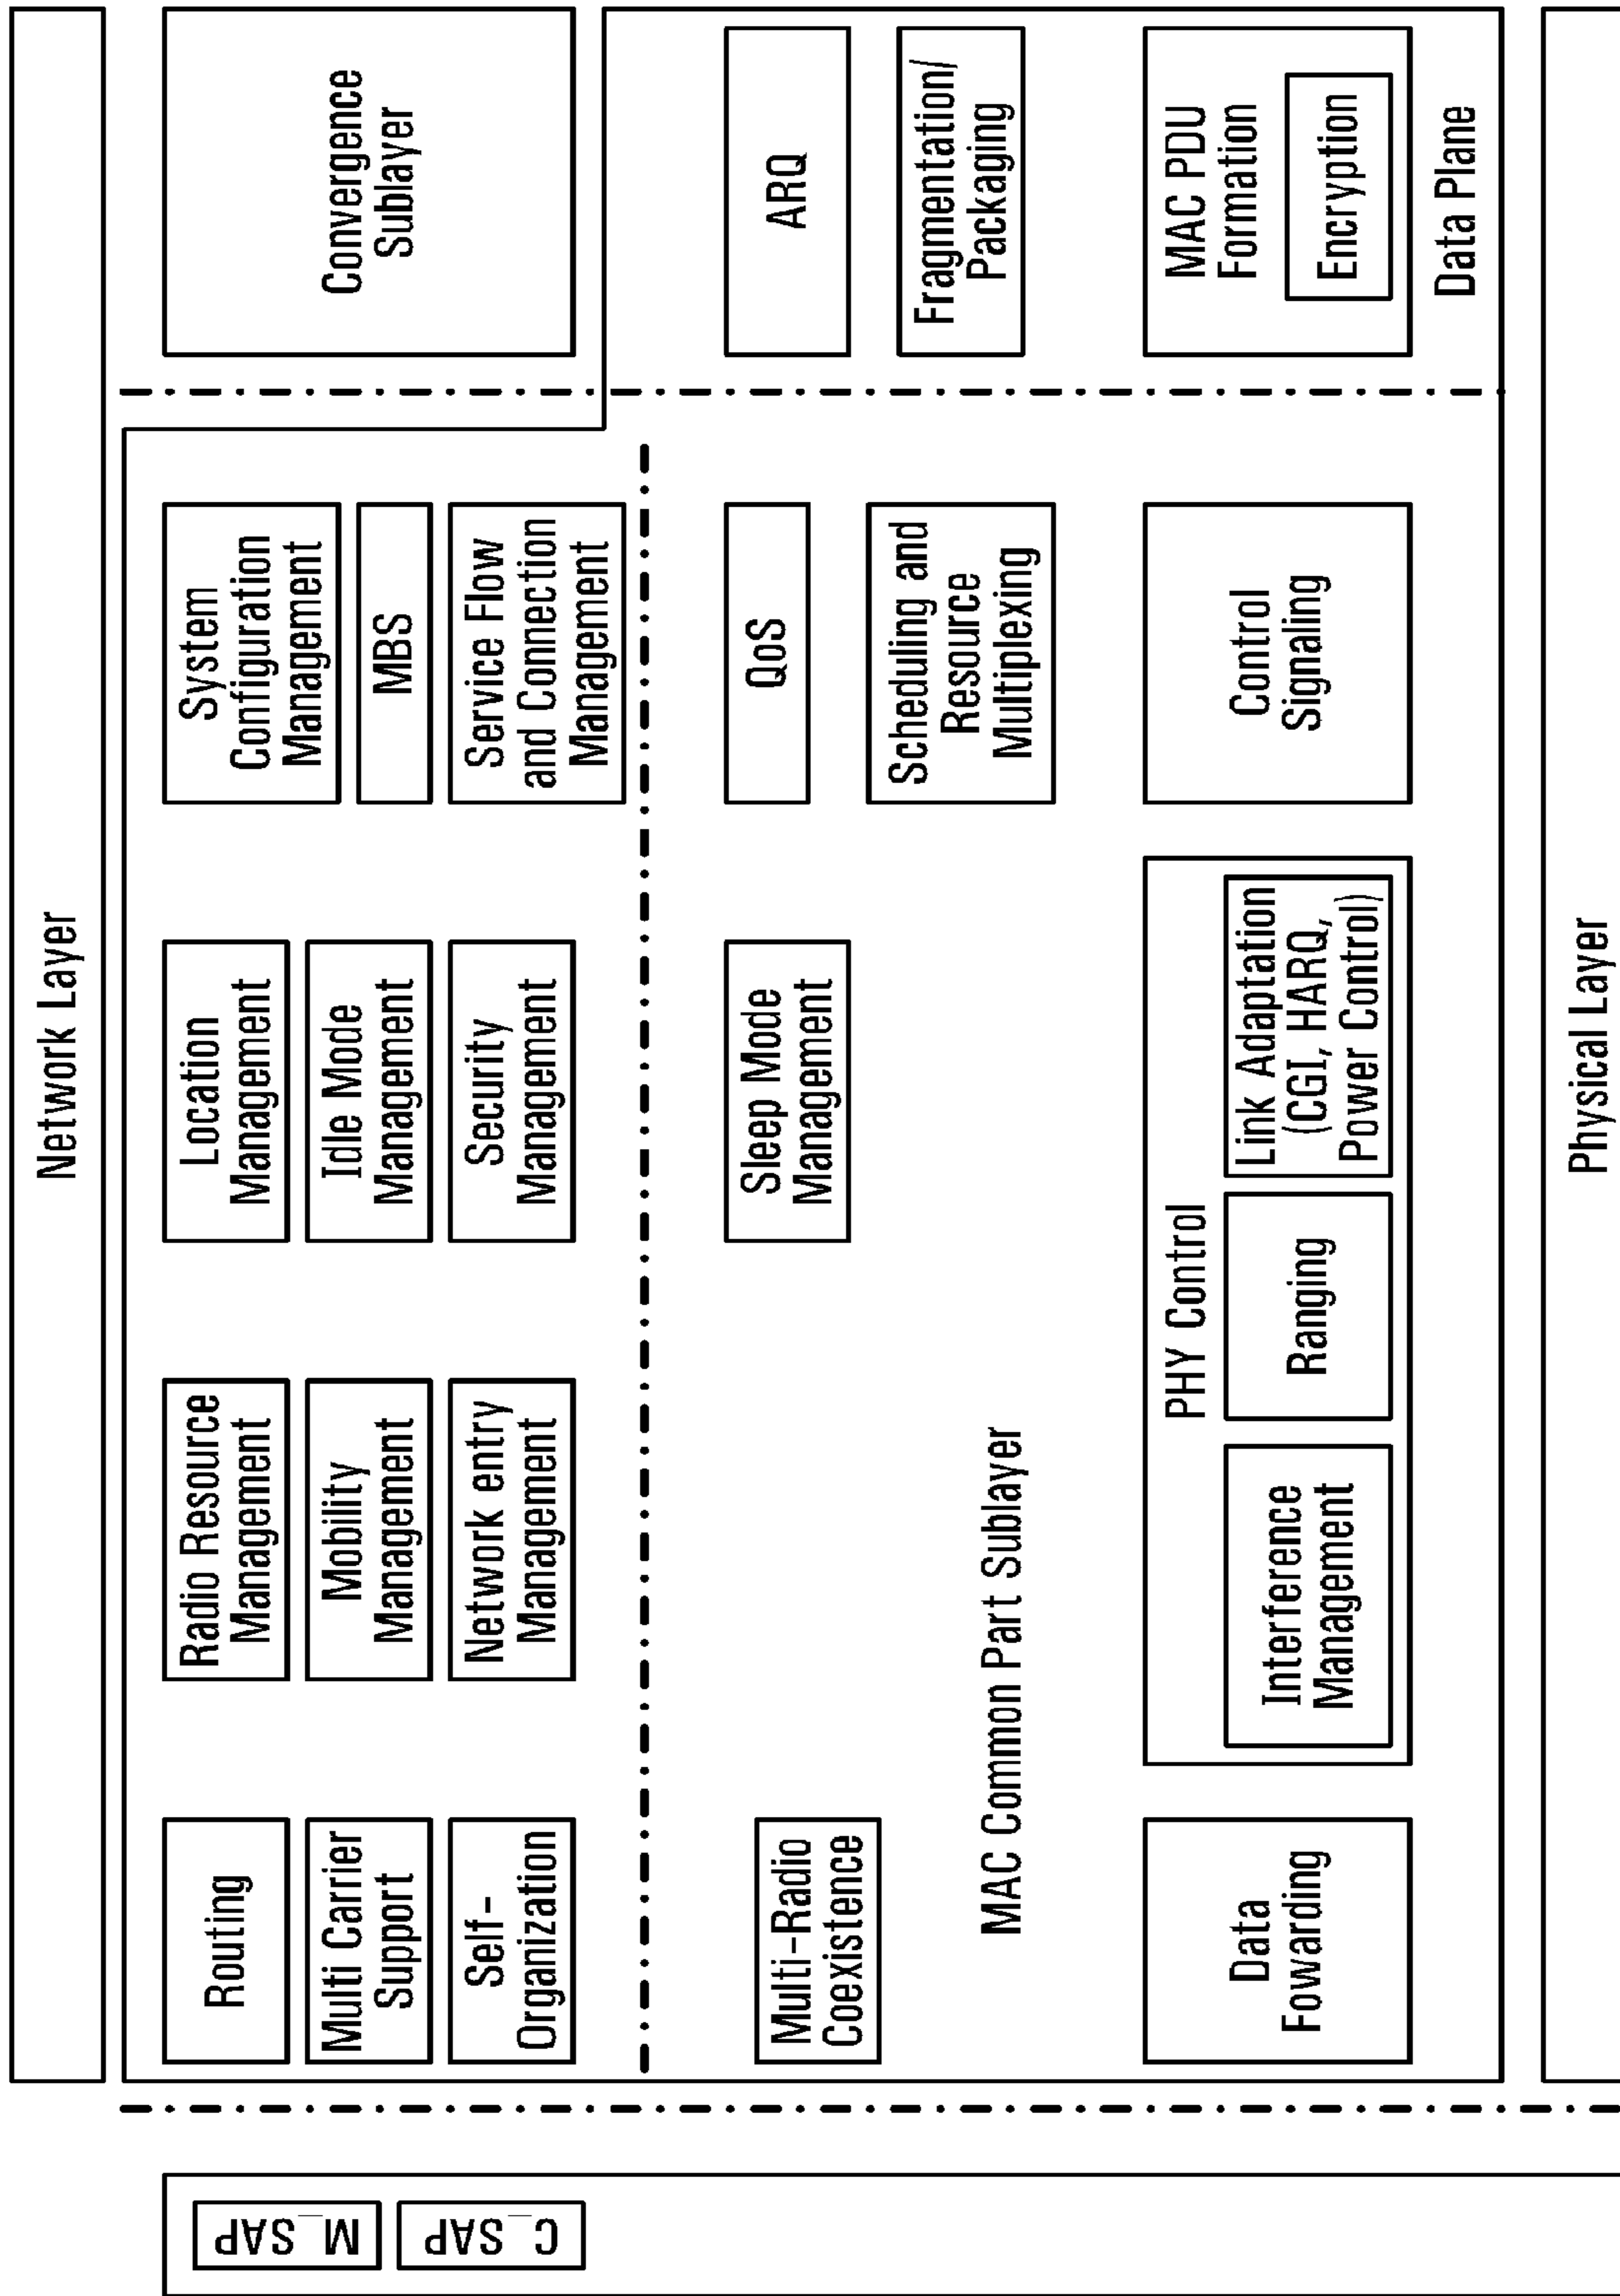 Network Layer
M_SAP
C_SAP
Routing
Multi Carrier
Support
Self-
Organization
Radio Resource
Management
Mobility
Management
Network entry
Management
Location
Management
Idle Mode
Management
Security
Management
System
Configuration
Management
MBS
Service Flow
and Connection
Management
Convergence
Sublayer
Multi-Radio
Coexistence
Sleep Mode
Management
QoS
Scheduling and
Resource
Multiplexing
ARQ
Fragmentation/
Packaging
MAC Common Part Sublayer
Data
Fowarding
PHY Control
Interference
Management
Ranging
Link Adaptation
(CGI, HARQ,
Power Control)
Control
Signaling
MAC PDU
Formation
Encryption
Data Plane
Physical Layer